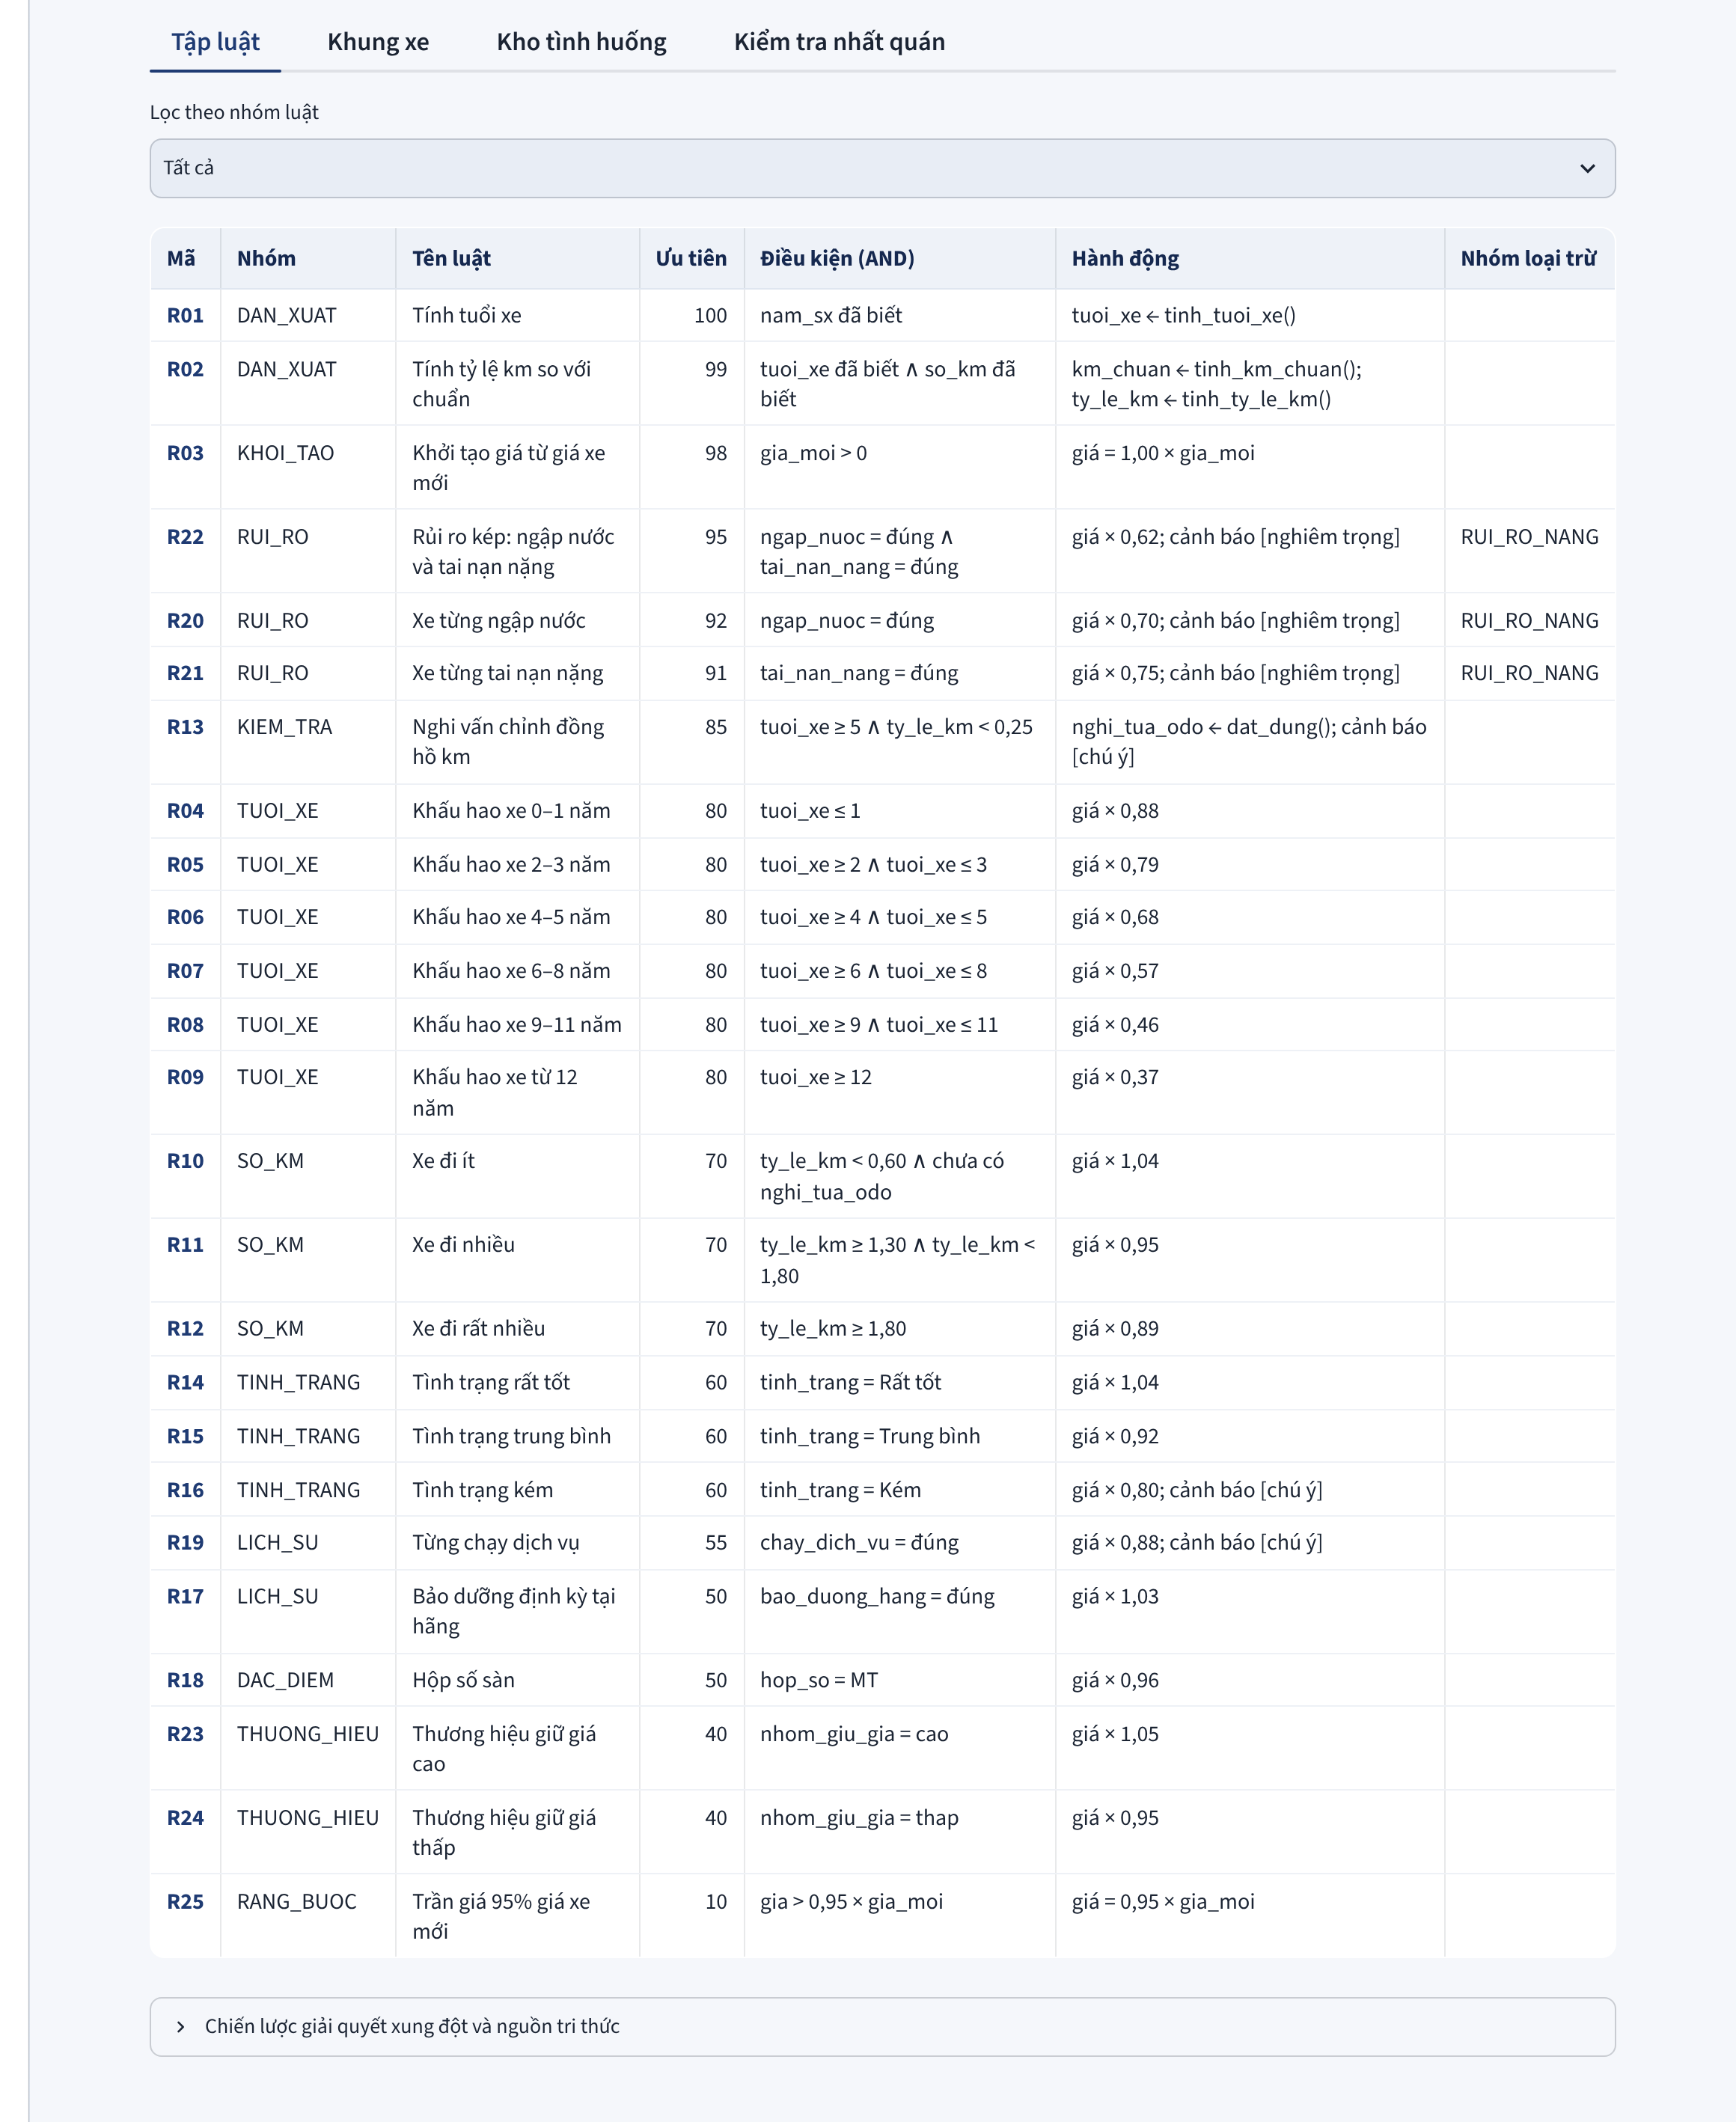 Tập luật Khung xe Kho tình huống Kiểm tra nhất quán
Lọc theo nhóm luật
Tất cả
Mã Nhóm Tên luật Ưu tiên Điều kiện (AND) Hành động Nhóm loại trừ
R01 DAN_XUAT Tính tuổi xe 100 nam_sx đã biết tuoi_xe ← tinh_tuoi_xe()
R02 DAN_XUAT Tính tỷ lệ km so với 99 tuoi_xe đã biết ∧ so_km đã km_chuan ← tinh_km_chuan();
chuẩn biết ty_le_km ← tinh_ty_le_km()
R03 KHOI_TAO Khởi tạo giá từ giá xe 98 gia_moi > 0 giá = 1,00 × gia_moi
mới
R22 RUI_RO Rủi ro kép: ngập nước 95 ngap_nuoc = đúng ∧ giá × 0,62; cảnh báo [nghiêm trọng] RUI_RO_NANG
và tai nạn nặng tai_nan_nang = đúng
R20 RUI_RO Xe từng ngập nước 92 ngap_nuoc = đúng giá × 0,70; cảnh báo [nghiêm trọng] RUI_RO_NANG
R21 RUI_RO Xe từng tai nạn nặng 91 tai_nan_nang = đúng giá × 0,75; cảnh báo [nghiêm trọng] RUI_RO_NANG
R13 KIEM_TRA Nghi vấn chỉnh đồng 85 tuoi_xe ≥ 5 ∧ ty_le_km < 0,25 nghi_tua_odo ← dat_dung(); cảnh báo
hồ km [chú ý]
R04 TUOI_XE Khấu hao xe 0–1 năm 80 tuoi_xe ≤ 1 giá × 0,88
R05 TUOI_XE Khấu hao xe 2–3 năm 80 tuoi_xe ≥ 2 ∧ tuoi_xe ≤ 3 giá × 0,79
R06 TUOI_XE Khấu hao xe 4–5 năm 80 tuoi_xe ≥ 4 ∧ tuoi_xe ≤ 5 giá × 0,68
R07 TUOI_XE Khấu hao xe 6–8 năm 80 tuoi_xe ≥ 6 ∧ tuoi_xe ≤ 8 giá × 0,57
R08 TUOI_XE Khấu hao xe 9–11 năm 80 tuoi_xe ≥ 9 ∧ tuoi_xe ≤ 11 giá × 0,46
R09 TUOI_XE Khấu hao xe từ 12 80 tuoi_xe ≥ 12 giá × 0,37
năm
R10 SO_KM Xe đi ít 70 ty_le_km < 0,60 ∧ chưa có giá × 1,04
nghi_tua_odo
R11 SO_KM Xe đi nhiều 70 ty_le_km ≥ 1,30 ∧ ty_le_km < giá × 0,95
1,80
R12 SO_KM Xe đi rất nhiều 70 ty_le_km ≥ 1,80 giá × 0,89
R14 TINH_TRANG Tình trạng rất tốt 60 tinh_trang = Rất tốt giá × 1,04
R15 TINH_TRANG Tình trạng trung bình 60 tinh_trang = Trung bình giá × 0,92
R16 TINH_TRANG Tình trạng kém 60 tinh_trang = Kém giá × 0,80; cảnh báo [chú ý]
R19 LICH_SU Từng chạy dịch vụ 55 chay_dich_vu = đúng giá × 0,88; cảnh báo [chú ý]
R17 LICH_SU Bảo dưỡng định kỳ tại 50 bao_duong_hang = đúng giá × 1,03
hãng
R18 DAC_DIEM Hộp số sàn 50 hop_so = MT giá × 0,96
R23 THUONG_HIEU Thương hiệu giữ giá 40 nhom_giu_gia = cao giá × 1,05
cao
R24 THUONG_HIEU Thương hiệu giữ giá 40 nhom_giu_gia = thap giá × 0,95
thấp
R25 RANG_BUOC Trần giá 95% giá xe 10 gia > 0,95 × gia_moi giá = 0,95 × gia_moi
mới
Chiến lược giải quyết xung đột và nguồn tri thức